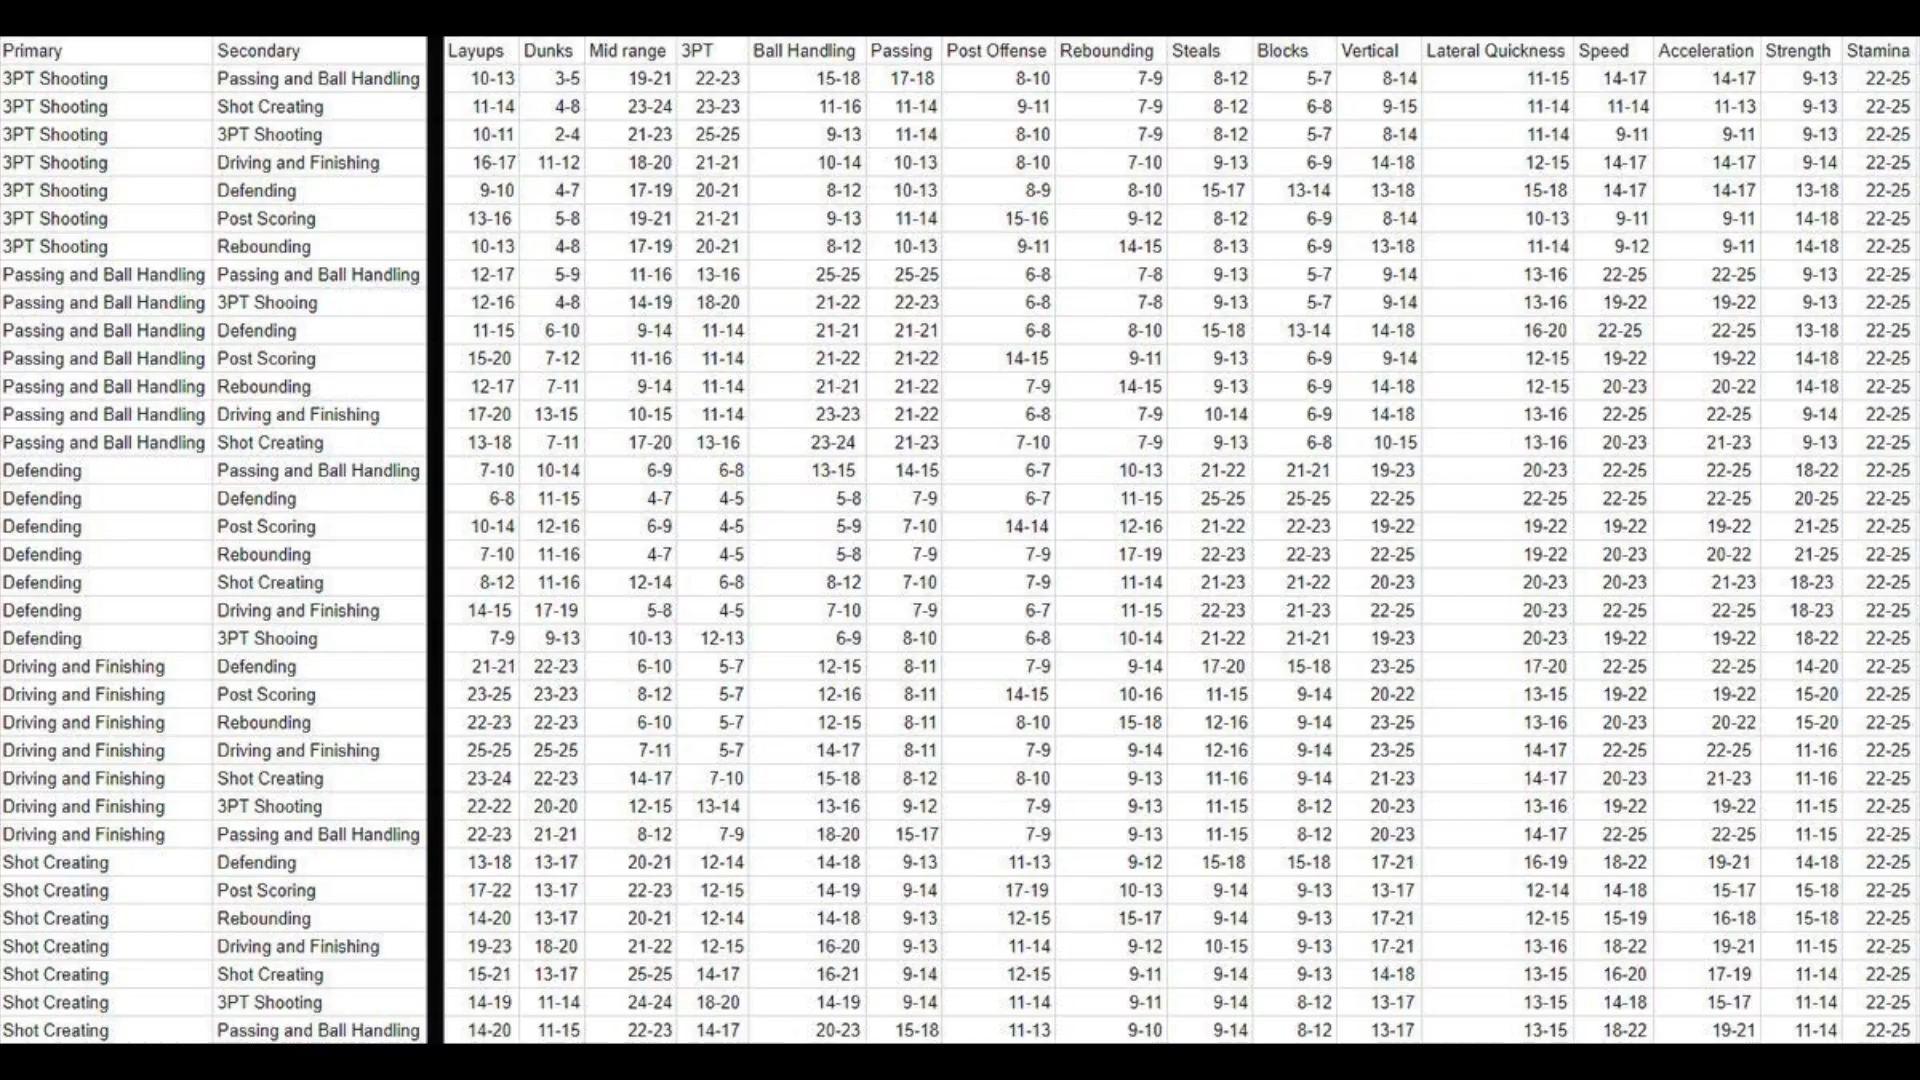 Primary Secondary Layups Dunks Mid range 3PT Ball Handling Passing Post Offense Rebounding Steals Blocks Vertical Lateral Quickness Speed Acceleration Strength Stamina
3PT Shooting Passing and Ball Handling 10-13 3-5 19-21 22-23 15-18 17-18 8-10 7-9 8-12 5-7 8-14 11-15 14-17 14-17 9-13 22-25
3PT Shooting Shot Creating 11-14 4-8 23-24 23-23 11-16 11-14 9-11 7-9 8-12 6-8 9-15 11-14 11-14 11-13 9-13 22-25
3PT Shooting 3PT Shooting 10-11 2-4 21-23 25-25 9-13 11-14 8-10 7-9 8-12 5-7 8-14 11-14 9-11 9-11 9-13 22-25
3PT Shooting Driving and Finishing 16-17 11-12 18-20 21-21 10-14 10-13 8-10 7-10 9-13 6-9 14-18 12-15 14-17 14-17 9-14 22-25
3PT Shooting Defending 9-10 4-7 17-19 20-21 8-12 10-13 8-9 8-10 15-17 13-14 13-18 15-18 14-17 14-17 13-18 22-25
3PT Shooting Post Scoring 13-16 5-8 19-21 21-21 9-13 11-14 15-16 9-12 8-12 6-9 8-14 10-13 9-11 9-11 14-18 22-25
3PT Shooting Rebounding 10-13 4-8 17-19 20-21 8-12 10-13 9-11 14-15 8-13 6-9 13-18 11-14 9-12 9-11 14-18 22-25
Passing and Ball Handling Passing and Ball Handling 12-17 5-9 11-16 13-16 25-25 25-25 6-8 7-8 9-13 5-7 9-14 13-16 22-25 22-25 9-13 22-25
Passing and Ball Handling 3PT Shooing 12-16 4-8 14-19 18-20 21-22 22-23 6-8 7-8 9-13 5-7 9-14 13-16 19-22 19-22 9-13 22-25
Passing and Ball Handling Defending 11-15 6-10 9-14 11-14 21-21 21-21 6-8 8-10 15-18 13-14 14-18 16-20 22-25 22-25 13-18 22-25
Passing and Ball Handling Post Scoring 15-20 7-12 11-16 11-14 21-22 21-22 14-15 9-11 9-13 6-9 9-14 12-15 19-22 19-22 14-18 22-25
Passing and Ball Handling Rebounding 12-17 7-11 9-14 11-14 21-21 21-22 7-9 14-15 9-13 6-9 14-18 12-15 20-23 20-22 14-18 22-25
Passing and Ball Handling Driving and Finishing 17-20 13-15 10-15 11-14 23-23 21-22 6-8 7-9 10-14 6-9 14-18 13-16 22-25 22-25 9-14 22-25
Passing and Ball Handling Shot Creating 13-18 7-11 17-20 13-16 23-24 21-23 7-10 7-9 9-13 6-8 10-15 13-16 20-23 21-23 9-13 22-25
Defending Passing and Ball Handling 7-10 10-14 6-9 6-8 13-15 14-15 6-7 10-13 21-22 21-21 19-23 20-23 22-25 22-25 18-22 22-25
Defending Defending 6-8 11-15 4-7 4-5 5-8 7-9 6-7 11-15 25-25 25-25 22-25 22-25 22-25 22-25 20-25 22-25
Defending Post Scoring 10-14 12-16 6-9 4-5 5-9 7-10 14-14 12-16 21-22 22-23 19-22 19-22 19-22 19-22 21-25 22-25
Defending Rebounding 7-10 11-16 4-7 4-5 5-8 7-9 7-9 17-19 22-23 22-23 22-25 19-22 20-23 20-22 21-25 22-25
Defending Shot Creating 8-12 11-16 12-14 6-8 8-12 7-10 7-9 11-14 21-23 21-22 20-23 20-23 20-23 21-23 18-23 22-25
Defending Driving and Finishing 14-15 17-19 5-8 4-5 7-10 7-9 6-7 11-15 22-23 21-23 22-25 20-23 22-25 22-25 18-23 22-25
Defending 3PT Shooing 7-9 9-13 10-13 12-13 6-9 8-10 6-8 10-14 21-22 21-21 19-23 20-23 19-22 19-22 18-22 22-25
Driving and Finishing Defending 21-21 22-23 6-10 5-7 12-15 8-11 7-9 9-14 17-20 15-18 23-25 17-20 22-25 22-25 14-20 22-25
Driving and Finishing Post Scoring 23-25 23-23 8-12 5-7 12-16 8-11 14-15 10-16 11-15 9-14 20-22 13-15 19-22 19-22 15-20 22-25
Driving and Finishing Rebounding 22-23 22-23 6-10 5-7 12-15 8-11 8-10 15-18 12-16 9-14 23-25 13-16 20-23 20-22 15-20 22-25
Driving and Finishing Driving and Finishing 25-25 25-25 7-11 5-7 14-17 8-11 7-9 9-14 12-16 9-14 23-25 14-17 22-25 22-25 11-16 22-25
Driving and Finishing Shot Creating 23-24 22-23 14-17 7-10 15-18 8-12 8-10 9-13 11-16 9-14 21-23 14-17 20-23 21-23 11-16 22-25
Driving and Finishing 3PT Shooting 22-22 20-20 12-15 13-14 13-16 9-12 7-9 9-13 11-15 8-12 20-23 13-16 19-22 19-22 11-15 22-25
Driving and Finishing Passing and Ball Handling 22-23 21-21 8-12 7-9 18-20 15-17 7-9 9-13 11-15 8-12 20-23 14-17 22-25 22-25 11-15 22-25
Shot Creating Defending 13-18 13-17 20-21 12-14 14-18 9-13 11-13 9-12 15-18 15-18 17-21 16-19 18-22 19-21 14-18 22-25
Shot Creating Post Scoring 17-22 13-17 22-23 12-15 14-19 9-14 17-19 10-13 9-14 9-13 13-17 12-14 14-18 15-17 15-18 22-25
Shot Creating Rebounding 14-20 13-17 20-21 12-14 14-18 9-13 12-15 15-17 9-14 9-13 17-21 12-15 15-19 16-18 15-18 22-25
Shot Creating Driving and Finishing 19-23 18-20 21-22 12-15 16-20 9-13 11-14 9-12 10-15 9-13 17-21 13-16 18-22 19-21 11-15 22-25
Shot Creating Shot Creating 15-21 13-17 25-25 14-17 16-21 9-14 12-15 9-11 9-14 9-13 14-18 13-15 16-20 17-19 11-14 22-25
Shot Creating 3PT Shooting 14-19 11-14 24-24 18-20 14-19 9-14 11-14 9-11 9-14 8-12 13-17 13-15 14-18 15-17 11-14 22-25
Shot Creating Passing and Ball Handling 14-20 11-15 22-23 14-17 20-23 15-18 11-13 9-10 9-14 8-12 13-17 13-15 18-22 19-21 11-14 22-25